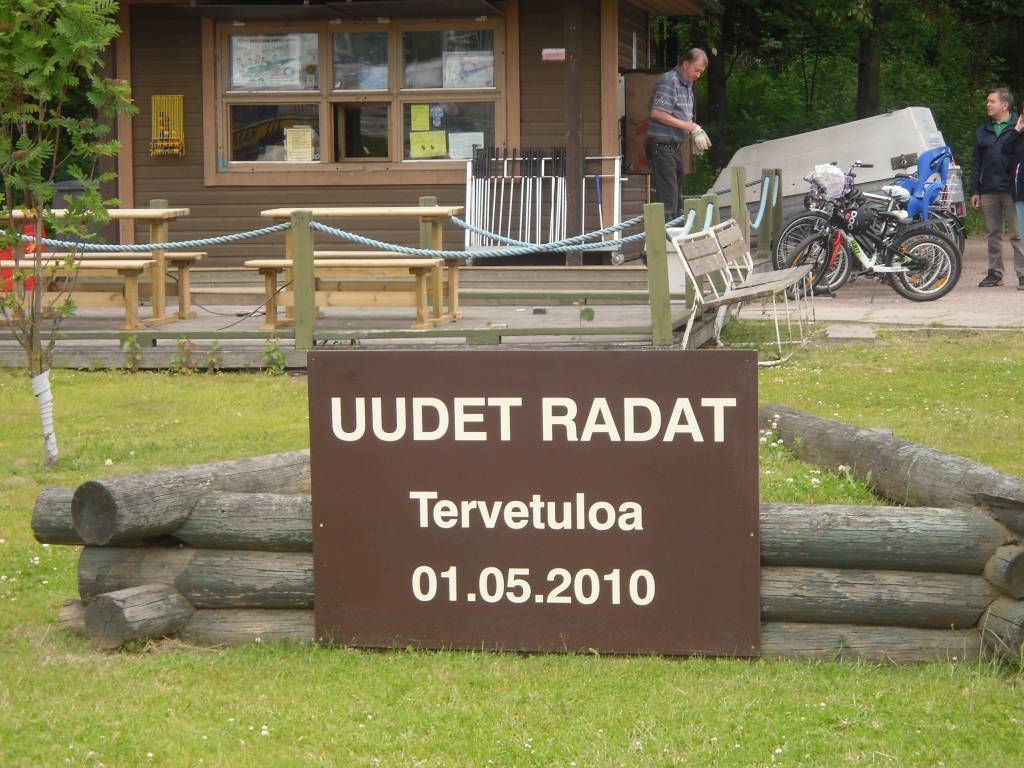 UUDET RADAT
Tervetuloa
01.05.2010